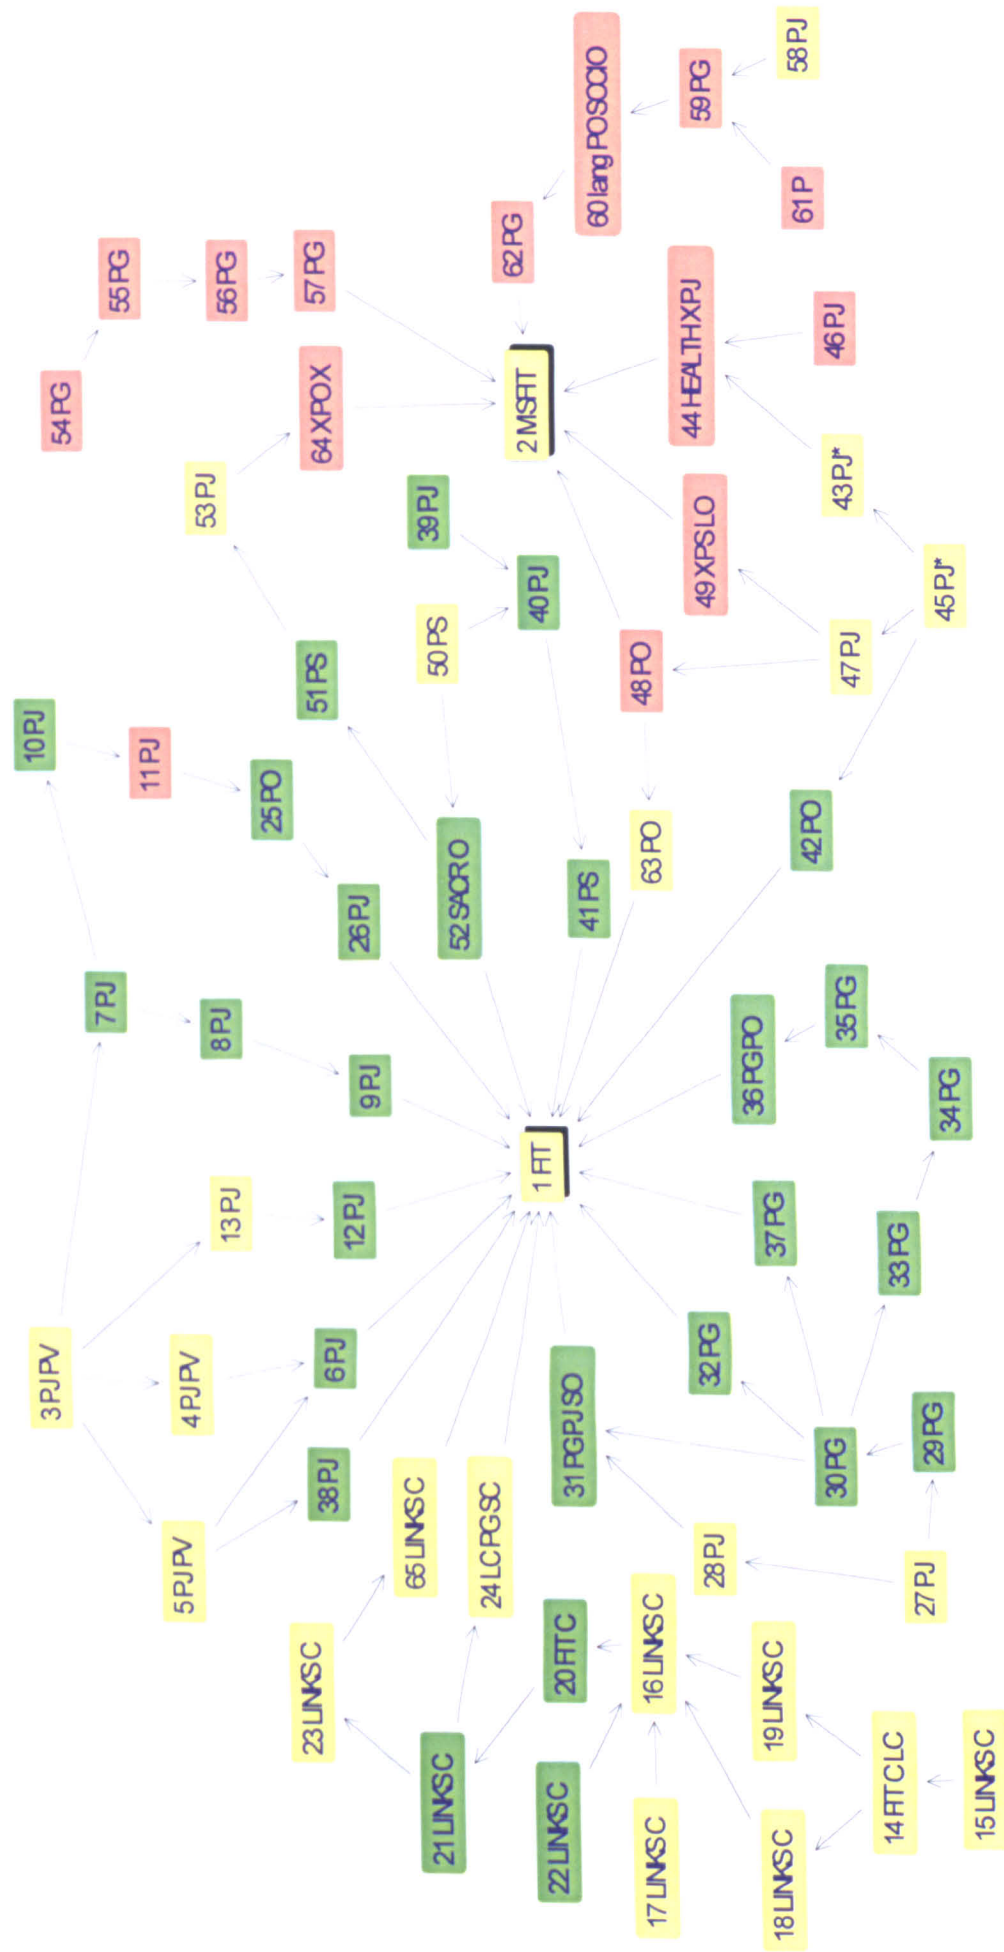 10 PJ
3 PJ PV
54 PG
7 PJ
55 PG
11 PJ
5 PJ PV
4 PJ PV
13 PJ
8 PJ
53 PJ
56 PG
25 PO
23 LINKSC
38 PJ
6 PJ
51 PS
64 XPOX
57 PG
12 PJ
9 PJ
26 PJ
65 LINKSC
50 PS
39 PJ
21 LINKSC
24 LCPGSC
52 SACRO
22 LINKSC
20 FITC
1 FIT
40 PJ
2 MSFIT
62 PG
31 PGPJSO
41 PS
60 lang POSOCIO
17 LINKSC
16 LINKSC
63 PO
48 PO
28 PJ
32 PG
49 XPSLO
44 HEALTHXPJ
59 PG
18 LINKSC
19 LINKSC
37 PG
36 PGPO
42 PO
61 P
58 PJ
30 PG
35 PG
47 PJ
43 PJ*
46 PJ
14 FITCLC
33 PG
27 PJ
29 PG
34 PG
45 PJ*
15 LINKSC